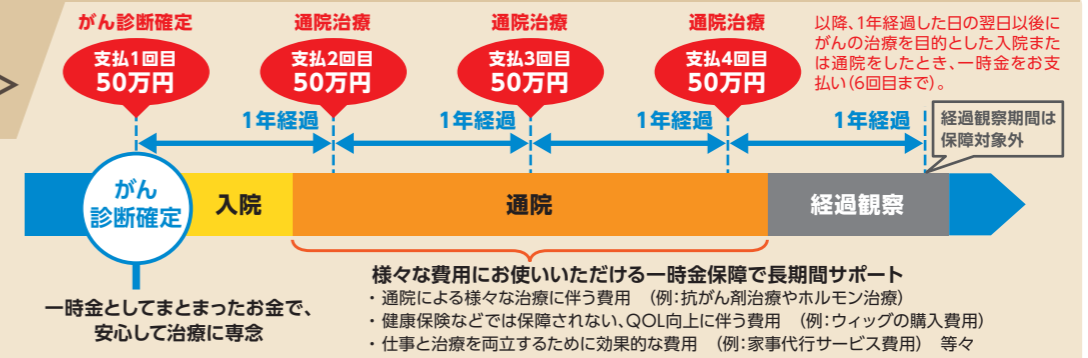 がん診断確定
支払1回目
50万円
通院治療
支払2回目
50万円
通院治療
支払3回目
50万円
通院治療
支払4回目
50万円
以降、1年経過した日の翌日以後に
がんの治療を目的とした入院また
は通院をしたとき、一時金をお支
払い(6回目まで)。
1年経過
1年経過
1年経過
1年経過
経過観察期間は
保障対象外
がん
診断確定
入院
通院
経過観察
一時金としてまとまったお金で、
安心して治療に専念
様々な費用にお使いいただける一時金保障で長期間サポート
・通院による様々な治療に伴う費用 (例:抗がん剤治療やホルモン治療)
・健康保険などでは保障されない、QOL向上に伴う費用 (例:ウィッグの購入費用)
・仕事と治療を両立するために効果的な費用 (例:家事代行サービス費用) 等々